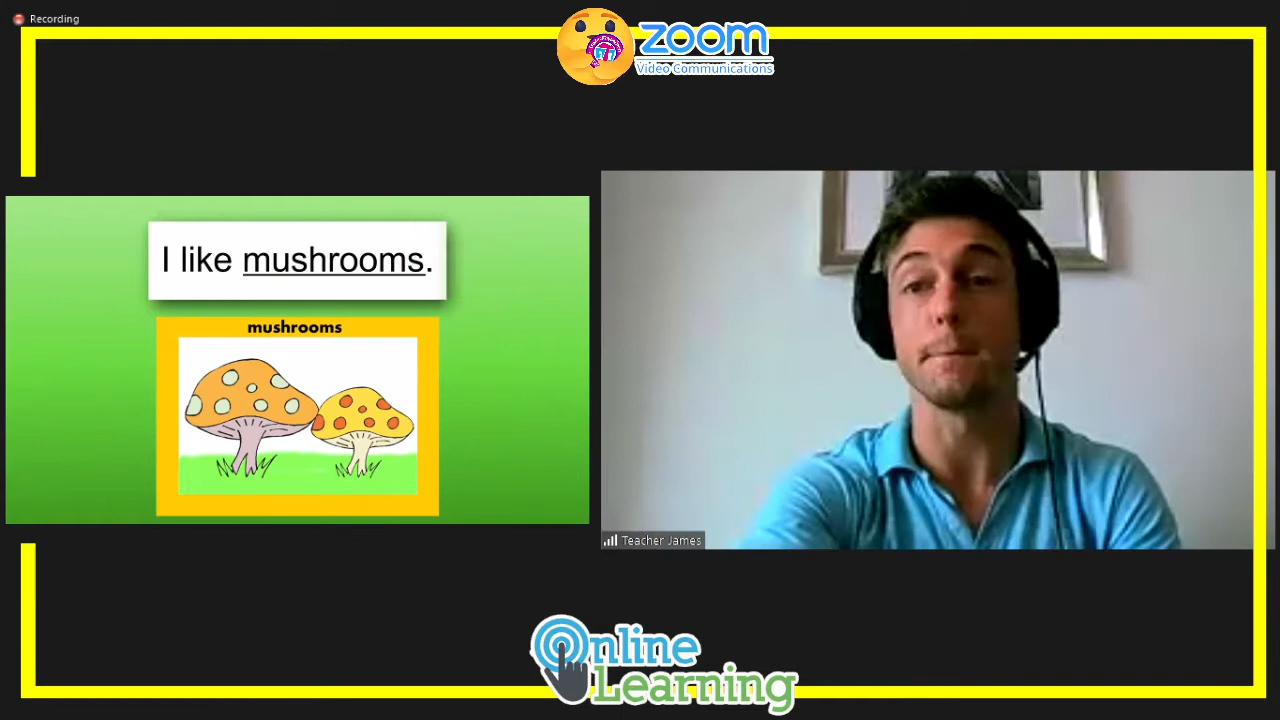 Recording
zoom
Video Communications
I like mushrooms.
mushrooms
Teacher James
Online
Learning